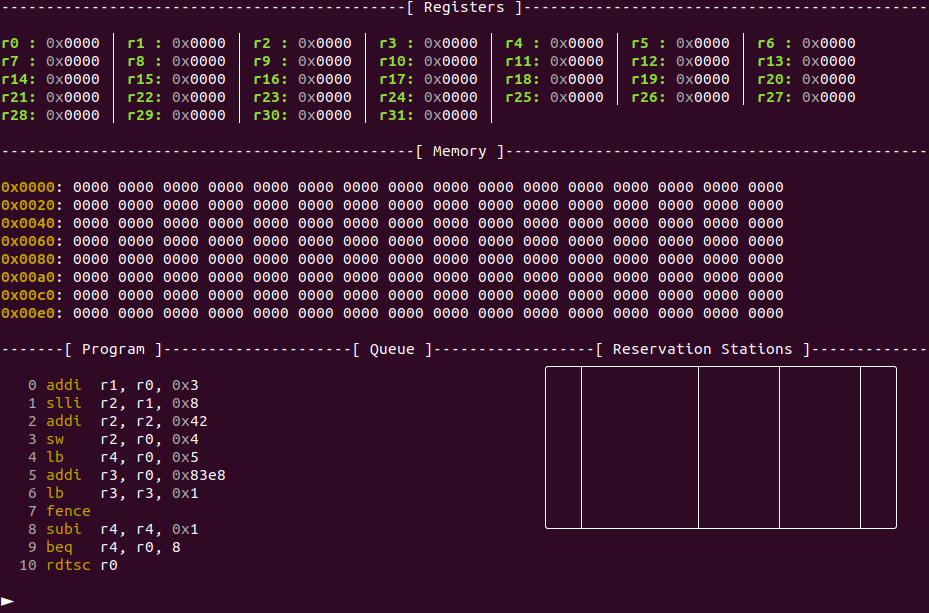 ---------------------------------------------[ Registers ]---------------------------------------------
r0 : 0x0000 │ r1 : 0x0000 │ r2 : 0x0000 │ r3 : 0x0000 │ r4 : 0x0000 │ r5 : 0x0000 │ r6 : 0x0000
r7 : 0x0000 │ r8 : 0x0000 │ r9 : 0x0000 │ r10: 0x0000 │ r11: 0x0000 │ r12: 0x0000 │ r13: 0x0000
r14: 0x0000 │ r15: 0x0000 │ r16: 0x0000 │ r17: 0x0000 │ r18: 0x0000 │ r19: 0x0000 │ r20: 0x0000
r21: 0x0000 │ r22: 0x0000 │ r23: 0x0000 │ r24: 0x0000 │ r25: 0x0000 │ r26: 0x0000 │ r27: 0x0000
r28: 0x0000 │ r29: 0x0000 │ r30: 0x0000 │ r31: 0x0000 │
----------------------------------------------[ Memory ]-----------------------------------------------
0x0000: 0000 0000 0000 0000 0000 0000 0000 0000 0000 0000 0000 0000 0000 0000 0000 0000
0x0020: 0000 0000 0000 0000 0000 0000 0000 0000 0000 0000 0000 0000 0000 0000 0000 0000
0x0040: 0000 0000 0000 0000 0000 0000 0000 0000 0000 0000 0000 0000 0000 0000 0000 0000
0x0060: 0000 0000 0000 0000 0000 0000 0000 0000 0000 0000 0000 0000 0000 0000 0000 0000
0x0080: 0000 0000 0000 0000 0000 0000 0000 0000 0000 0000 0000 0000 0000 0000 0000 0000
0x00a0: 0000 0000 0000 0000 0000 0000 0000 0000 0000 0000 0000 0000 0000 0000 0000 0000
0x00c0: 0000 0000 0000 0000 0000 0000 0000 0000 0000 0000 0000 0000 0000 0000 0000 0000
0x00e0: 0000 0000 0000 0000 0000 0000 0000 0000 0000 0000 0000 0000 0000 0000 0000 0000
-------[ Program ]---------------------[ Queue ]------------------[ Reservation Stations ]-------------
0 addi r1, r0, 0x3
1 slli r2, r1, 0x8
2 addi r2, r2, 0x42
3 sw r2, r0, 0x4
4 lb r4, r0, 0x5
5 addi r3, r0, 0x83e8
6 lb r3, r3, 0x1
7 fence
8 subi r4, r4, 0x1
9 beq r4, r0, 8
10 rdtsc r0
►